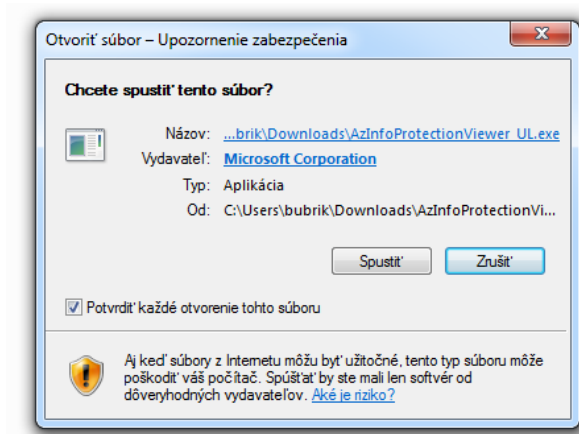 Otvoriť súbor – Upozornenie zabezpečenia
Chcete spustiť tento súbor?
Názov: ...brik\Downloads\AzInfoProtectionViewer_UL.exe
Vydavateľ: Microsoft Corporation
Typ: Aplikácia
Od: C:\Users\bubrik\Downloads\AzInfoProtectionVi...
Spustiť Zrušiť
Potvrdiť každé otvorenie tohto súboru
Aj keď súbory z Internetu môžu byť užitočné, tento typ súboru môže
poškodiť váš počítač. Spúšťať by ste mali len softvér od
dôveryhodných vydavateľov. Aké je riziko?